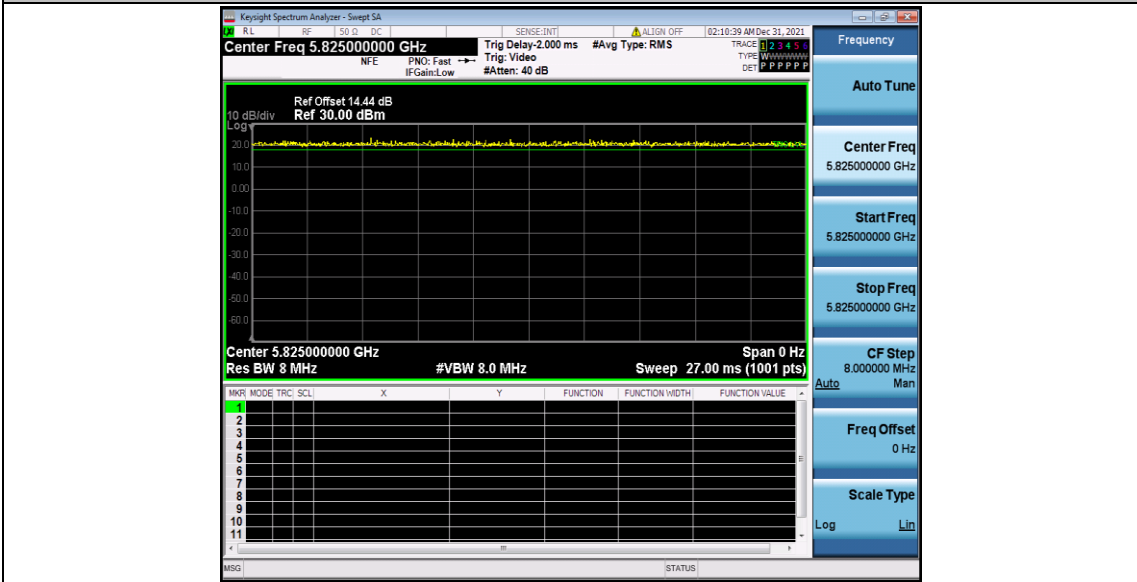 Keysight Spectrum Analyzer - Swept SA
RL RF 50 Ω DC SENSE:INT ALIGN OFF 02:10:39 AM Dec 31, 2021
Center Freq 5.825000000 GHz
NFE
PNO: Fast
IFGain:Low
Trig Delay-2.000 ms
Trig: Video
#Atten: 40 dB
#Avg Type: RMS
TRACE 1 2 3 4 5 6
TYPE W
DET P P P P P P
Ref Offset 14.44 dB
10 dB/div Ref 30.00 dBm
Log
20.0
10.0
0.00
-10.0
-20.0
-30.0
-40.0
-50.0
-60.0
Center 5.825000000 GHz Span 0 Hz
Res BW 8 MHz #VBW 8.0 MHz Sweep 27.00 ms (1001 pts)
MKR MODE TRC SCL X Y FUNCTION FUNCTION WIDTH FUNCTION VALUE
1
2
3
4
5
6
7
8
9
10
11
MSG STATUS
Frequency
Auto Tune
Center Freq
5.825000000 GHz
Start Freq
5.825000000 GHz
Stop Freq
5.825000000 GHz
CF Step
8.000000 MHz
Auto Man
Freq Offset
0 Hz
Scale Type
Log Lin